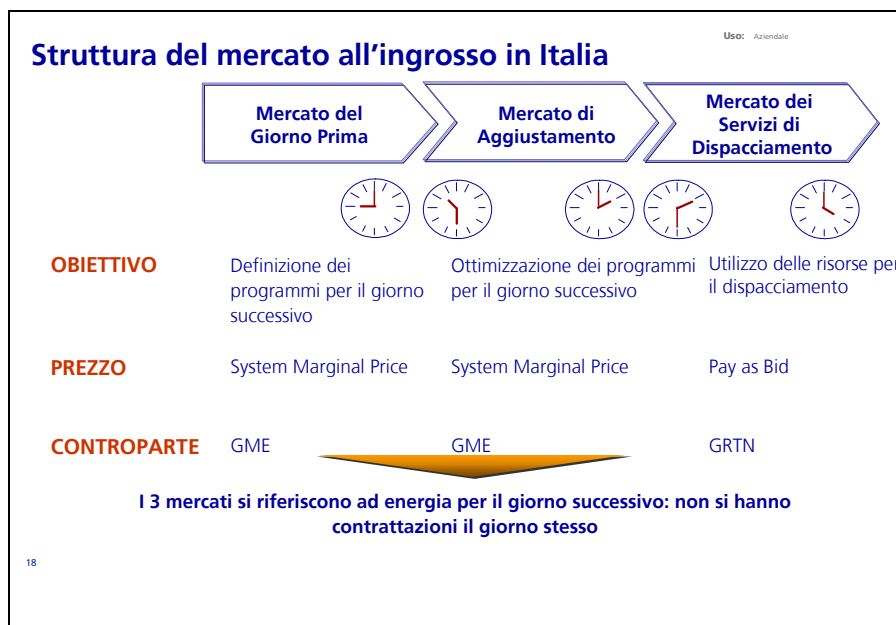 Uso: Aziendale
Struttura del mercato all'ingrosso in Italia
Mercato del
Giorno Prima
Mercato di
Aggiustamento
Mercato dei
Servizi di
Dispacciamento
OBIETTIVO
Definizione dei
programmi per il giorno
successivo
Ottimizzazione dei programmi
per il giorno successivo
Utilizzo delle risorse per
il dispacciamento
PREZZO
System Marginal Price
System Marginal Price
Pay as Bid
CONTROPARTE
GME
GME
GRTN
I 3 mercati si riferiscono ad energia per il giorno successivo: non si hanno
contrattazioni il giorno stesso
18